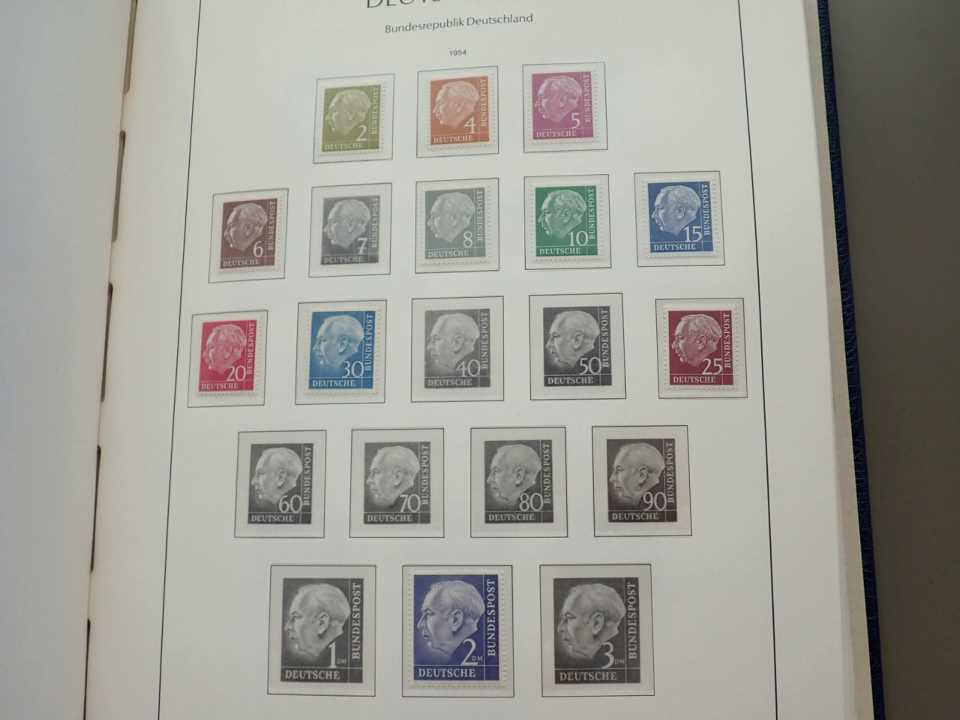 Bundesrepublik Deutschland
1954
2 DEUTSCHE BUNDESPOST
4 DEUTSCHE BUNDESPOST
5 DEUTSCHE BUNDESPOST
6 DEUTSCHE BUNDESPOST
7 DEUTSCHE BUNDESPOST
8 DEUTSCHE BUNDESPOST
10 DEUTSCHE BUNDESPOST
15 DEUTSCHE BUNDESPOST
20 DEUTSCHE BUNDESPOST
30 DEUTSCHE BUNDESPOST
40 DEUTSCHE BUNDESPOST
50 DEUTSCHE BUNDESPOST
25 DEUTSCHE BUNDESPOST
60 DEUTSCHE BUNDESPOST
70 DEUTSCHE BUNDESPOST
80 DEUTSCHE BUNDESPOST
90 DEUTSCHE BUNDESPOST
1 DM DEUTSCHE BUNDESPOST
2 DM DEUTSCHE BUNDESPOST
3 DM DEUTSCHE BUNDESPOST